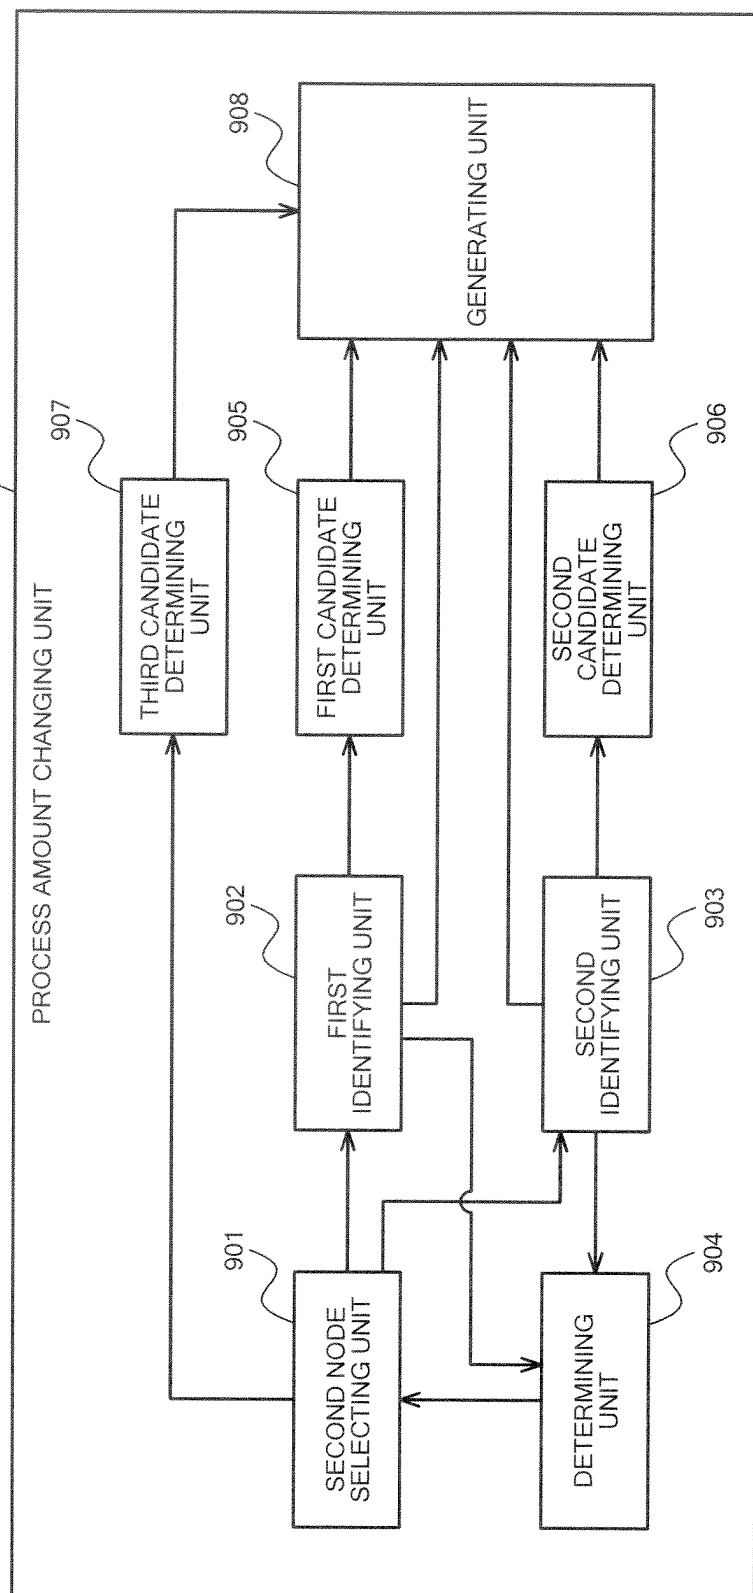 PROCESS AMOUNT CHANGING UNIT
907
THIRD CANDIDATE
DETERMINING
UNIT
908
GENERATING UNIT
901
SECOND NODE
SELECTING UNIT
902
FIRST
IDENTIFYING UNIT
905
FIRST CANDIDATE
DETERMINING
UNIT
904
DETERMINING
UNIT
903
SECOND
IDENTIFYING UNIT
906
SECOND
CANDIDATE
DETERMINING
UNIT